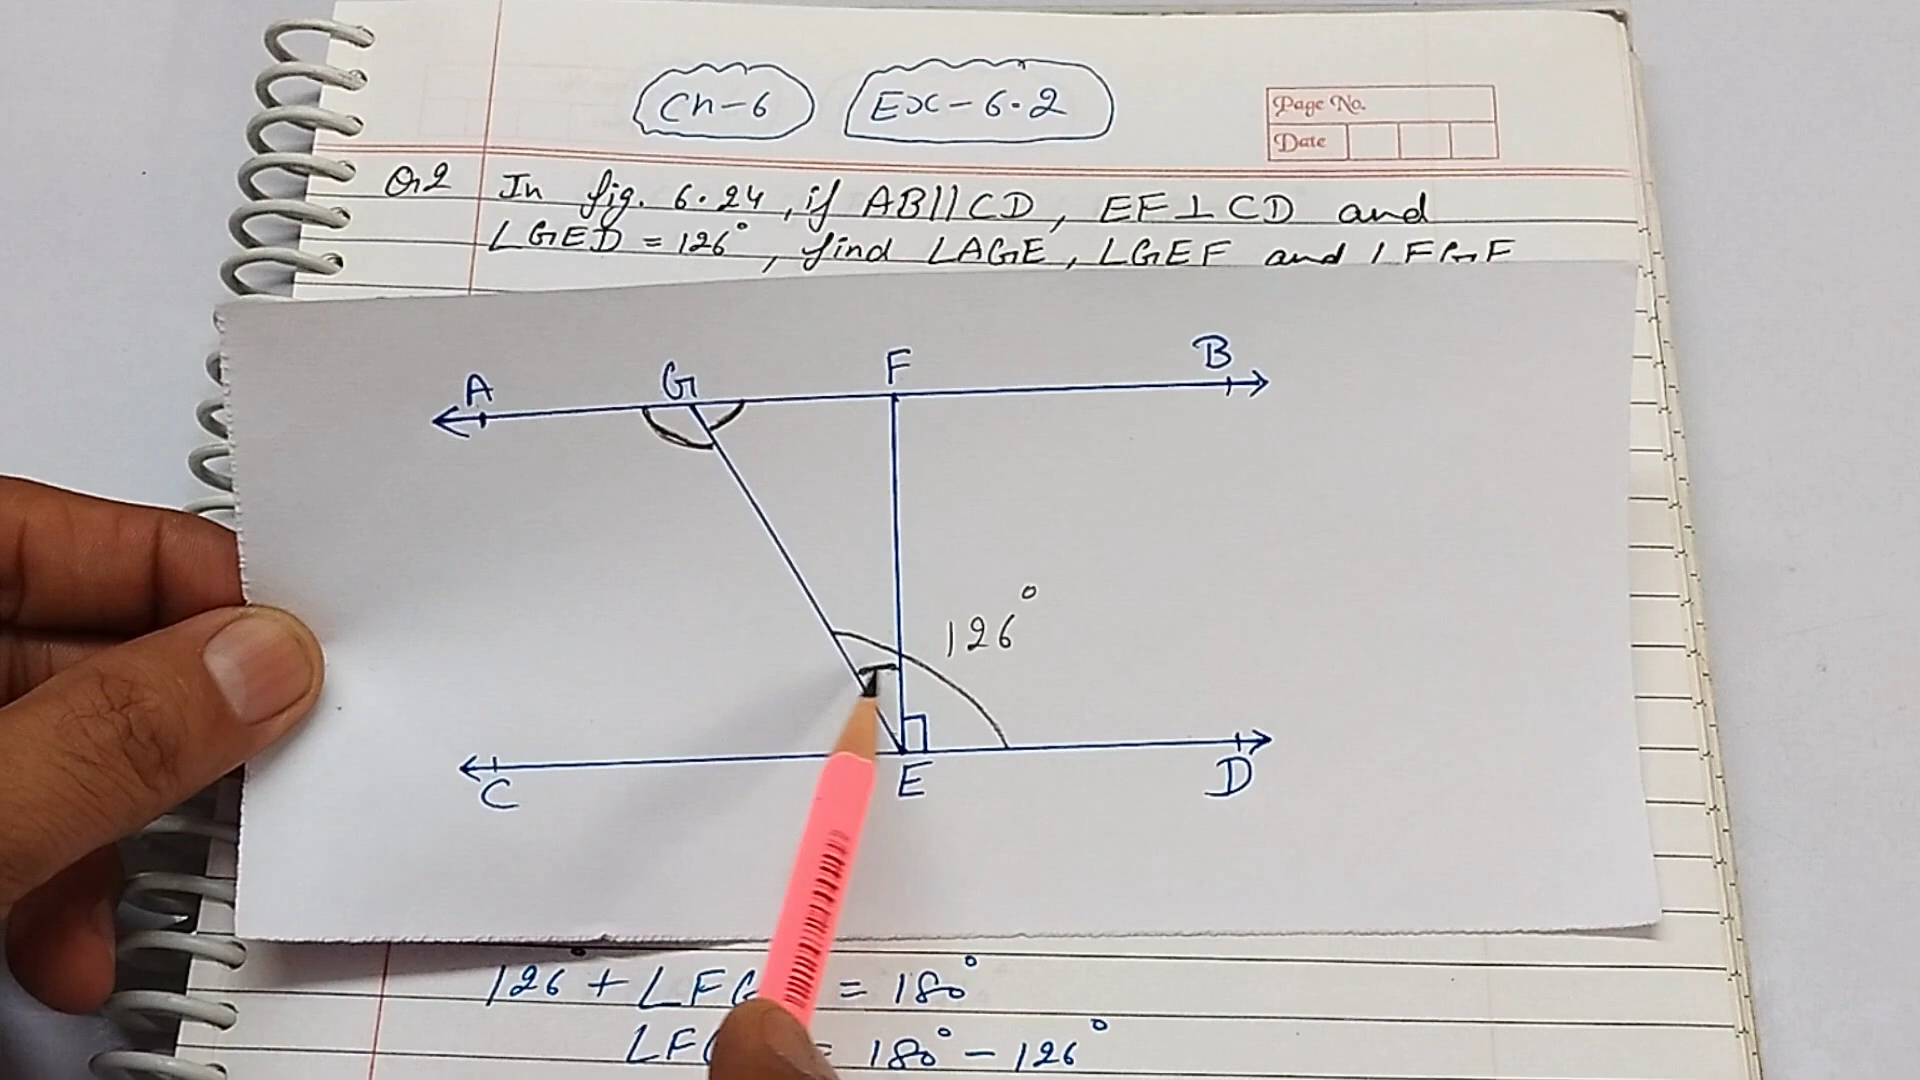 Ch-6 Ex-6.2
Page No.
Date
Q.2 In fig. 6.24, if AB||CD, EF⊥CD and
∠GED = 126°, find ∠AGE, ∠GEF and
A G F B
126°
C E D
126° + = 180°
= 180° - 126°